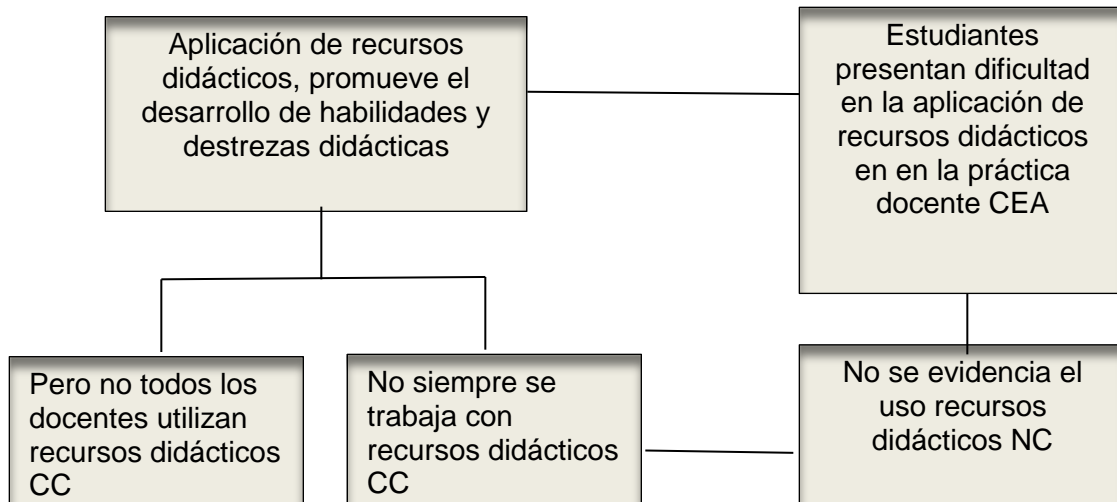 Aplicación de recursos
didácticos, promueve el
desarrollo de habilidades y
destrezas didácticas
Estudiantes
presentan dificultad
en la aplicación de
recursos didácticos
en en la práctica
docente CEA
Pero no todos los
docentes utilizan
recursos didácticos
CC
No siempre se
trabaja con
recursos didácticos
CC
No se evidencia el
uso recursos
didácticos NC